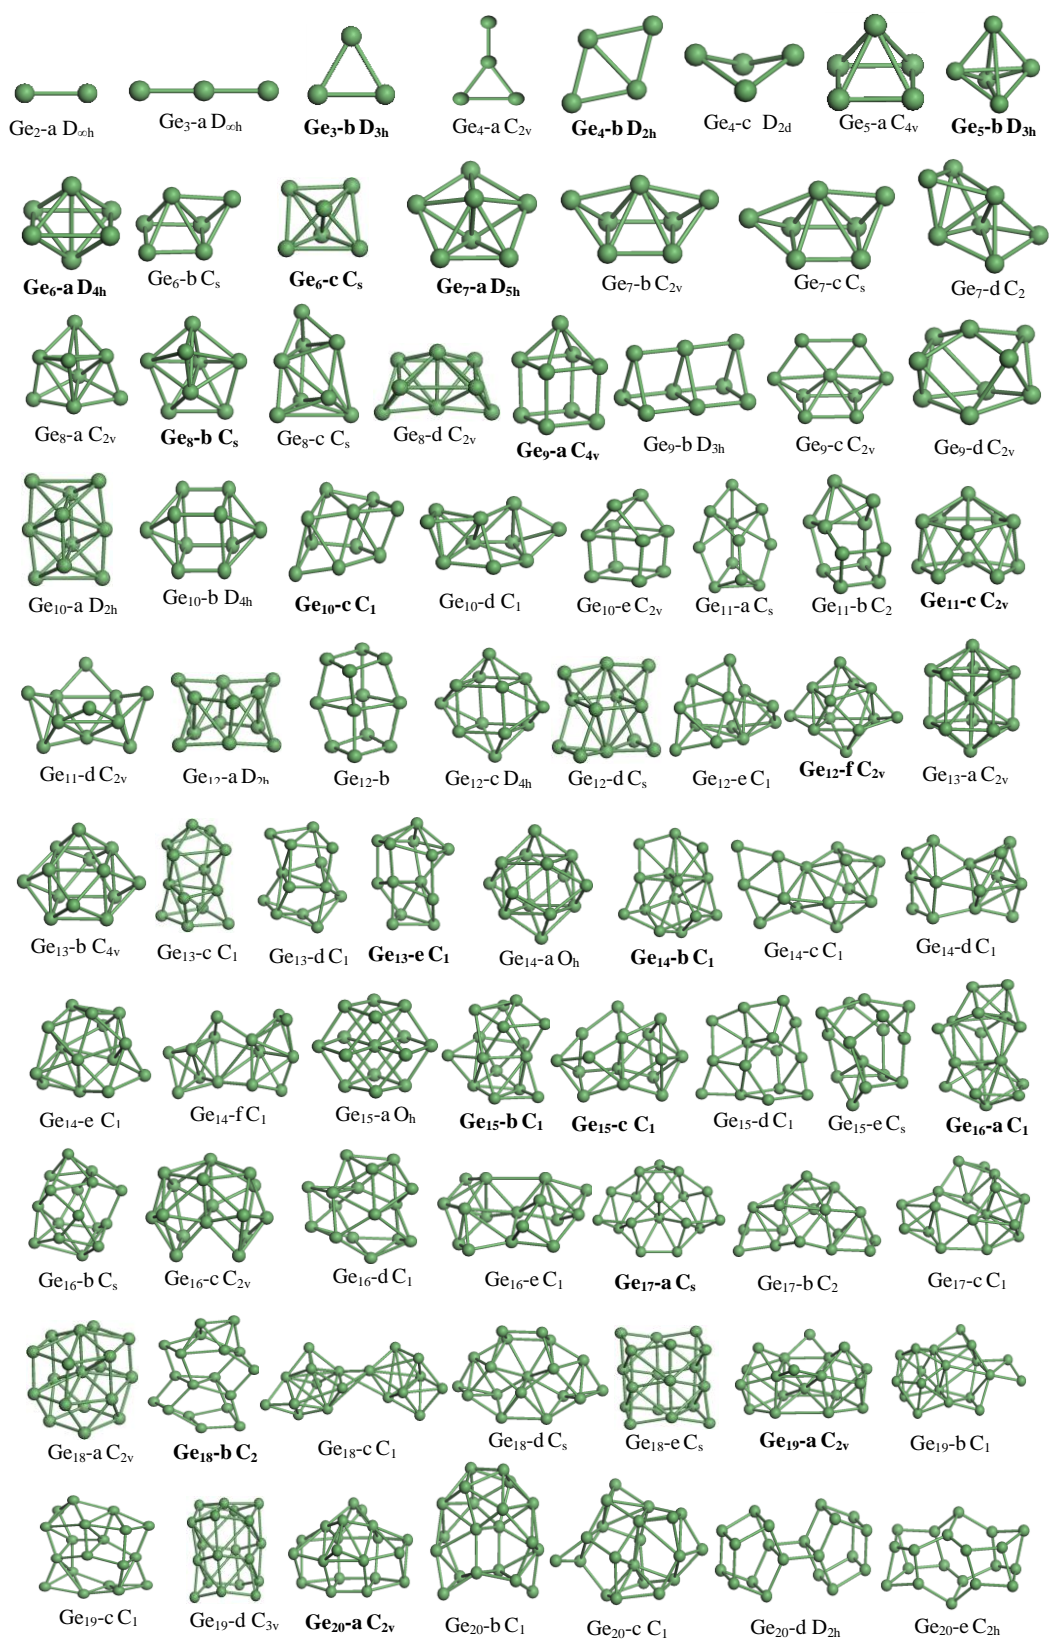 Ge₂-a D∞h Ge₃-a D∞h Ge₃-b D₃h Ge₄-a C₂v Ge₄-b D₂h Ge₄-c D₂d Ge₅-a C₄v Ge₅-b D₃h
Ge₆-a D₄h Ge₆-b Cₛ Ge₆-c Cₛ Ge₇-a D₅h Ge₇-b C₂v Ge₇-c Cₛ Ge₇-d C₂
Ge₈-a C₂v Ge₈-b Cₛ Ge₈-c Cₛ Ge₈-d C₂v Ge₉-a C₄v Ge₉-b D₃h Ge₉-c C₂v Ge₉-d C₂v
Ge₁₀-a D₂h Ge₁₀-b D₄h Ge₁₀-c C₁ Ge₁₀-d C₁ Ge₁₀-e C₂v Ge₁₁-a Cₛ Ge₁₁-b C₂ Ge₁₁-c C₂v
Ge₁₁-d C₂v Ge₁₂-a D₂h Ge₁₂-b Ge₁₂-c D₄h Ge₁₂-d Cₛ Ge₁₂-e C₁ Ge₁₂-f C₂v Ge₁₃-a C₂v
Ge₁₃-b C₄v Ge₁₃-c C₁ Ge₁₃-d C₁ Ge₁₃-e C₁ Ge₁₄-a Oh Ge₁₄-b C₁ Ge₁₄-c C₁ Ge₁₄-d C₁
Ge₁₄-e C₁ Ge₁₄-f C₁ Ge₁₅-a Oh Ge₁₅-b C₁ Ge₁₅-c C₁ Ge₁₅-d C₁ Ge₁₅-e Cₛ Ge₁₆-a C₁
Ge₁₆-b Cₛ Ge₁₆-c C₂v Ge₁₆-d C₁ Ge₁₆-e C₁ Ge₁₇-a Cₛ Ge₁₇-b C₂ Ge₁₇-c C₁
Ge₁₈-a C₂v Ge₁₈-b C₂ Ge₁₈-c C₁ Ge₁₈-d Cₛ Ge₁₈-e Cₛ Ge₁₉-a C₂v Ge₁₉-b C₁
Ge₁₉-c C₁ Ge₁₉-d C₃v Ge₂₀-a C₂v Ge₂₀-b C₁ Ge₂₀-c C₁ Ge₂₀-d D₂h Ge₂₀-e C₂h